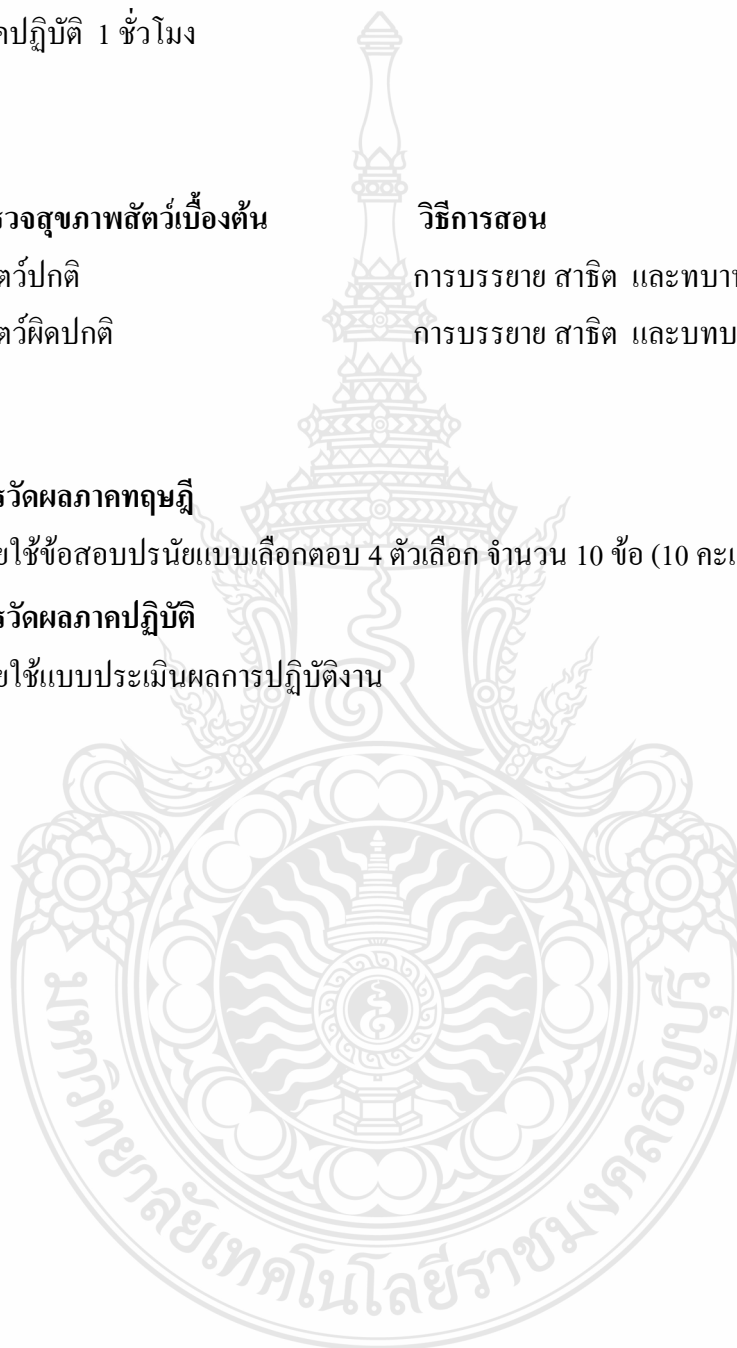 คปฏิบัติ 1 ชั่วโมง
รวจสุขภาพสัตว์เบื้องต้น วิธีการสอน
ตว์ปกติ การบรรยาย สาธิต และทบาท
ตว์ผิดปกติ การบรรยาย สาธิต และบทบ
รวัดผลภาคทฤษฎี
ยใช้ข้อสอบปรนัยแบบเลือกตอบ 4 ตัวเลือก จำนวน 10 ข้อ (10 คะแ
รวัดผลภาคปฏิบัติ
ยใช้แบบประเมินผลการปฏิบัติงาน
มหาวิทยาลัยเทคโนโลยีราชมงคลธัญบุรี